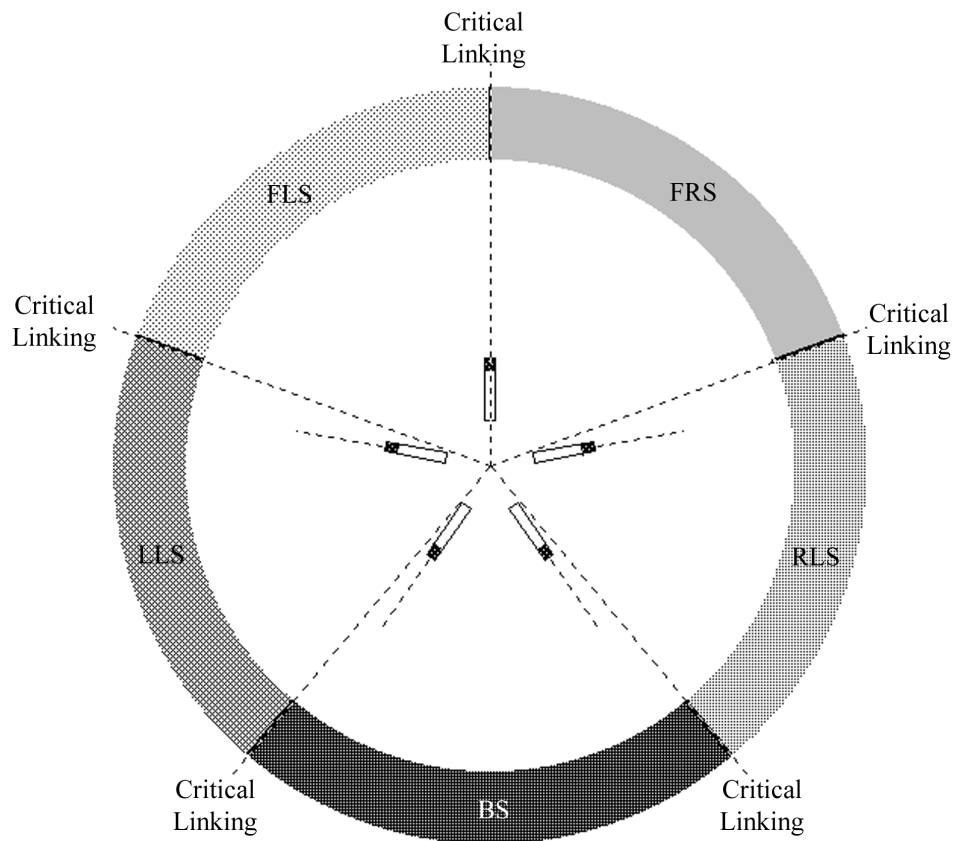 Critical
Linking
FLS
FRS
Critical
Linking
Critical
Linking
LLS
RLS
Critical
Linking
BS
Critical
Linking